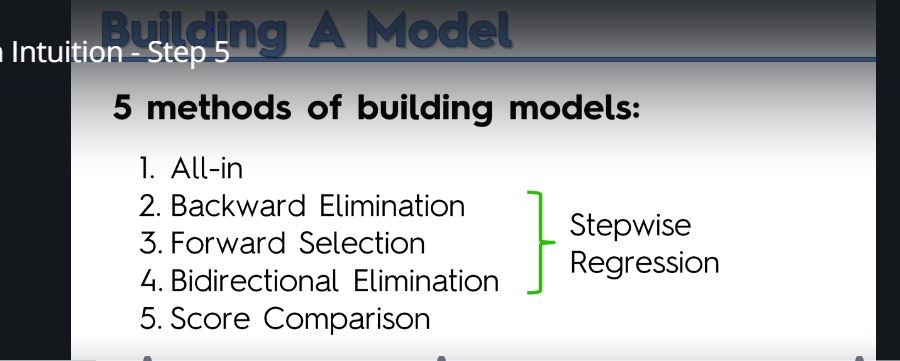 Building A Model
Intuition - Step 5
5 methods of building models:
1. All-in
2. Backward Elimination
3. Forward Selection
4. Bidirectional Elimination
5. Score Comparison
Stepwise
Regression